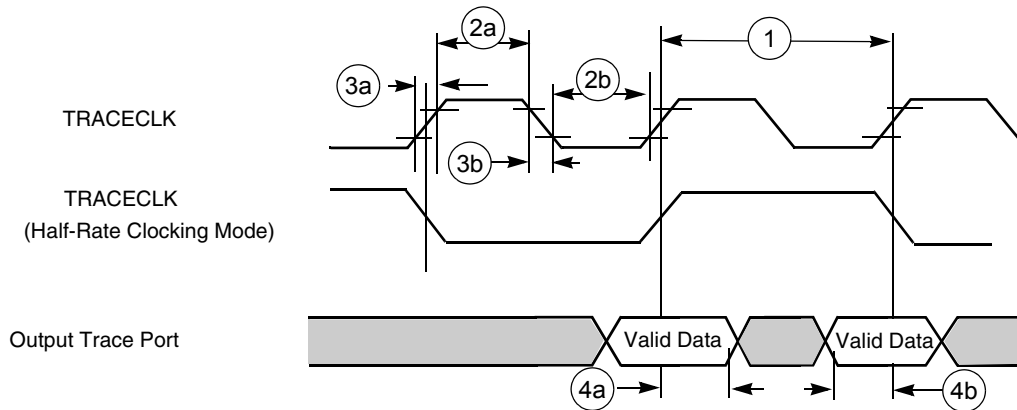 2a
1
3a
2b
TRACECLK
3b
TRACECLK
(Half-Rate Clocking Mode)
Output Trace Port
Valid Data
Valid Data
4a
4b